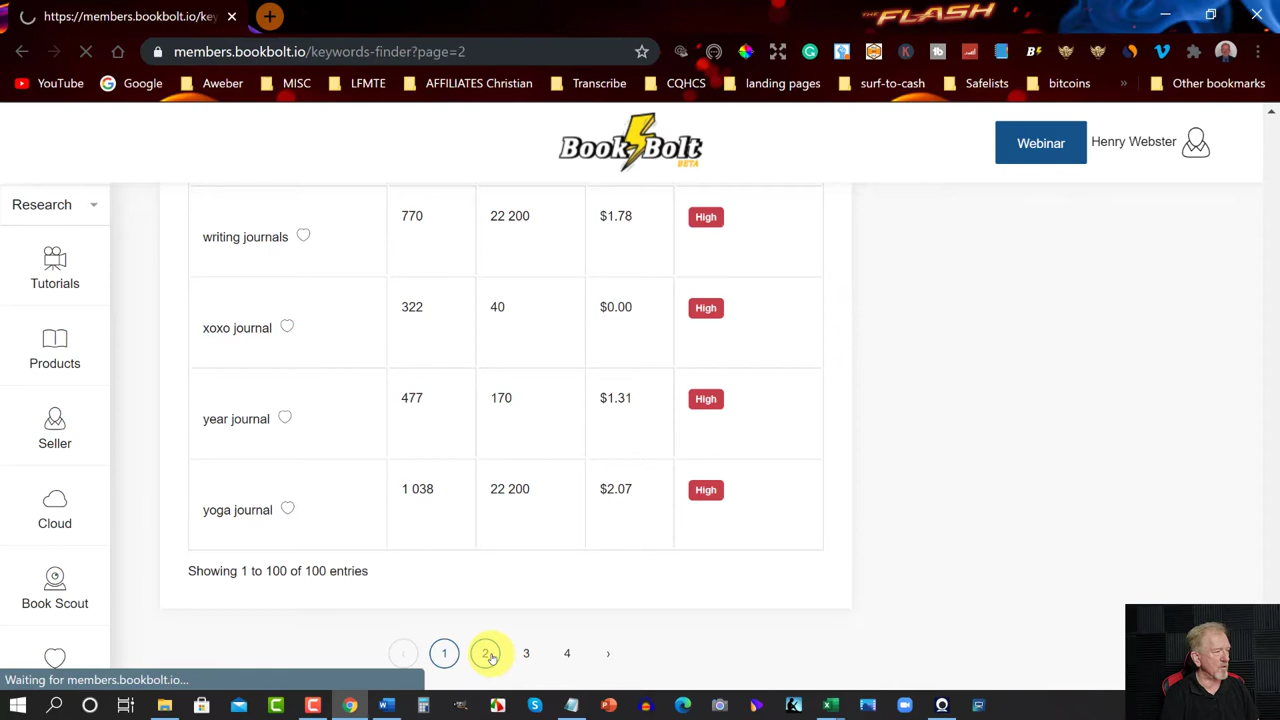 https://members.bookbolt.io/key
THE FLASH
members.bookbolt.io/keywords-finder?page=2
YouTube
Google
Aweber
MISC
LFMTE
AFFILIATES Christian
Transcribe
CQHCS
landing pages
surf-to-cash
Safelists
bitcoins
»
Other bookmarks
Book Bolt
BETA
Webinar
Henry Webster
Research
Tutorials
Products
Seller
Cloud
Book Scout
writing journals 770 22 200 $1.78 High
xoxo journal 322 40 $0.00 High
year journal 477 170 $1.31 High
yoga journal 1 038 22 200 $2.07 High
Showing 1 to 100 of 100 entries
‹ 1 2 3 4 ›
Waiting for members.bookbolt.io...